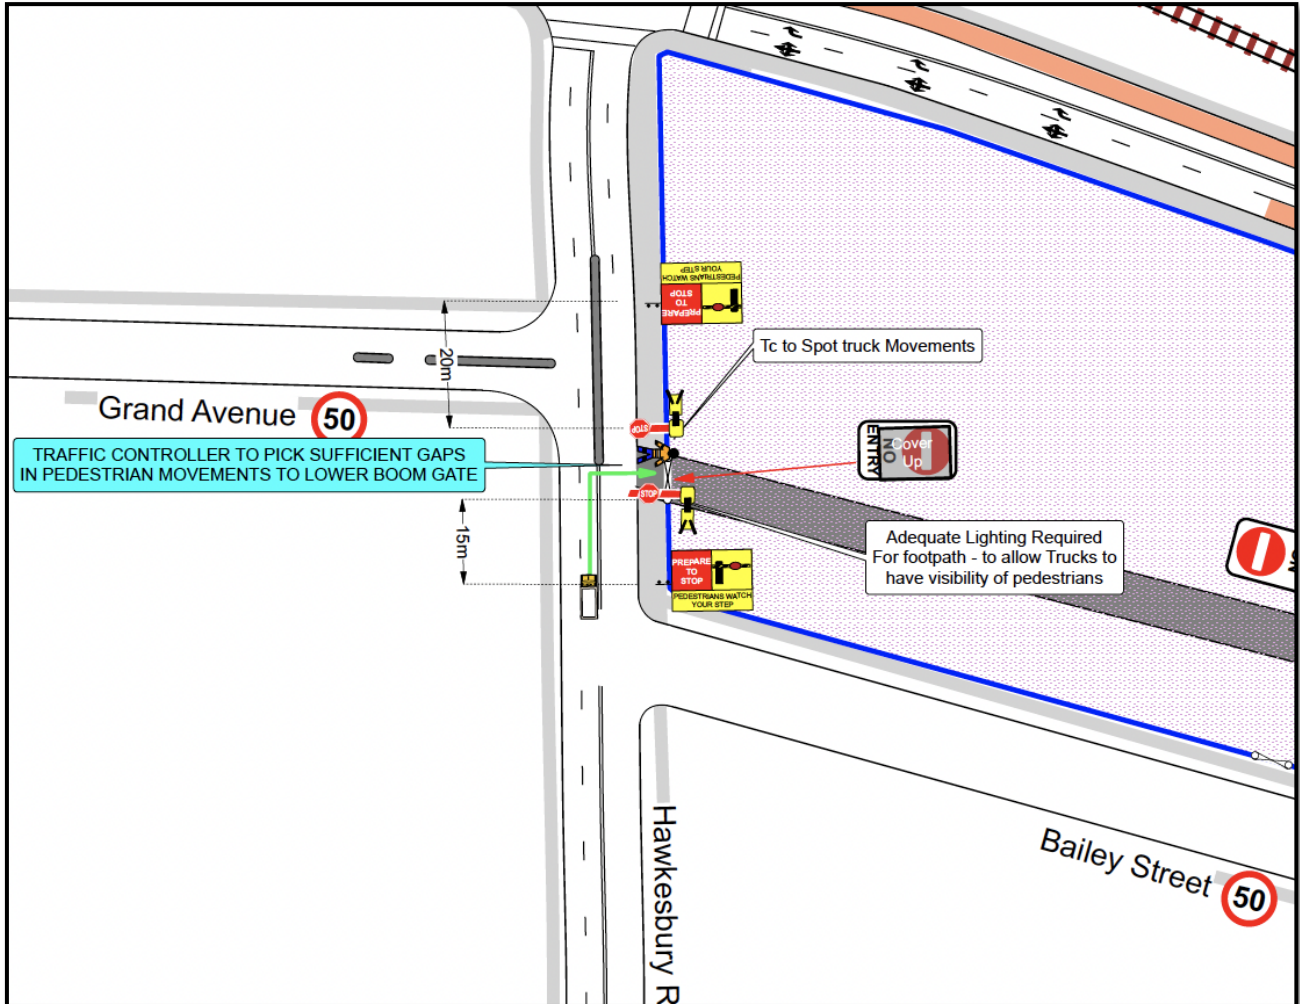 PEDESTRIANS WATCH
YOUR STEP
PREPARE
TO
STOP
20m
Tc to Spot truck Movements
Grand Avenue
50
STOP
NO
ENTRY
Cover
Up
TRAFFIC CONTROLLER TO PICK SUFFICIENT GAPS
IN PEDESTRIAN MOVEMENTS TO LOWER BOOM GATE
STOP
15m
Adequate Lighting Required
For footpath - to allow Trucks to
have visibility of pedestrians
PREPARE
TO
STOP
PEDESTRIANS WATCH
YOUR STEP
Hawkesbury R
Bailey Street
50